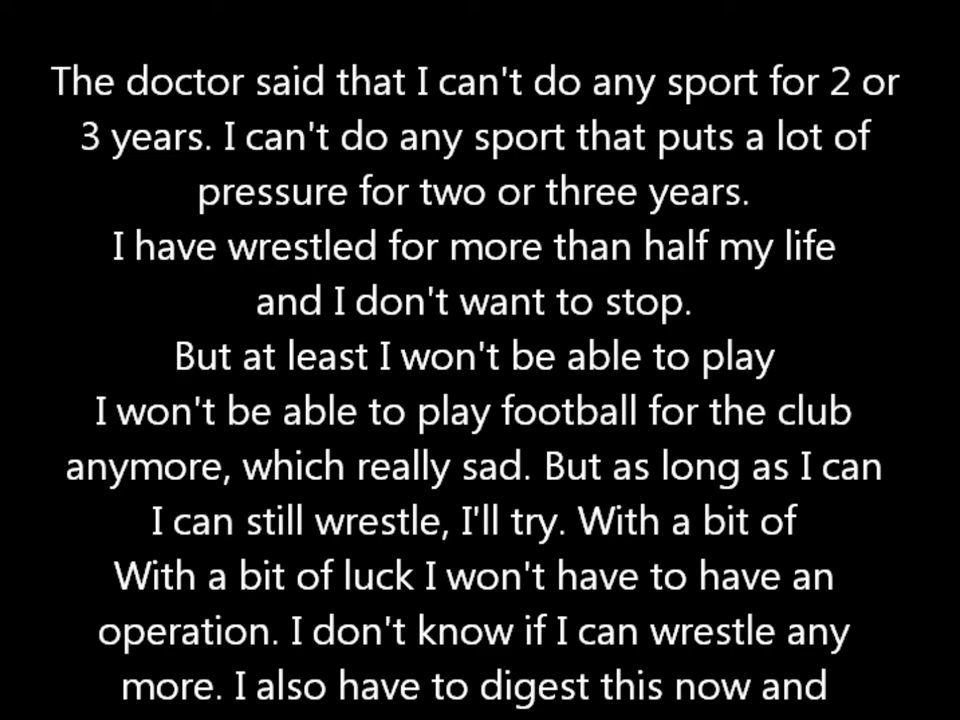 The doctor said that I can't do any sport for 2 or
3 years. I can't do any sport that puts a lot of
pressure for two or three years.
I have wrestled for more than half my life
and I don't want to stop.
But at least I won't be able to play
I won't be able to play football for the club
anymore, which really sad. But as long as I can
I can still wrestle, I'll try. With a bit of
With a bit of luck I won't have to have an
operation. I don't know if I can wrestle any
more. I also have to digest this now and